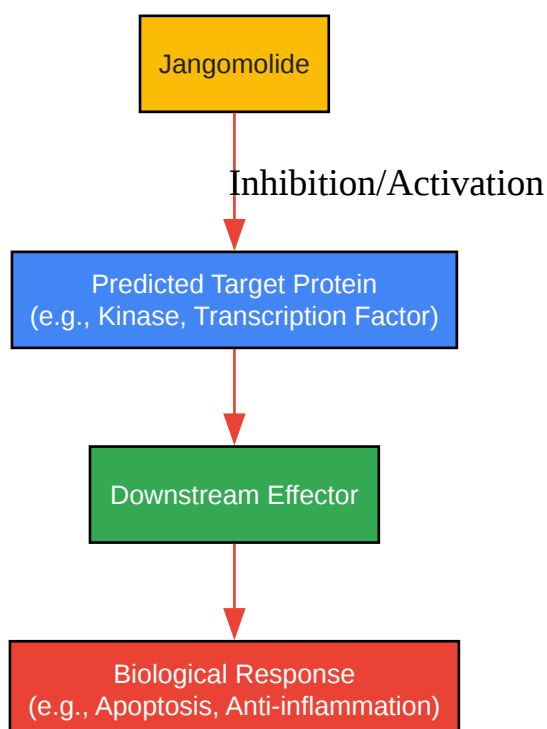 Jangomolide
Inhibition/Activation
Predicted Target Protein
(e.g., Kinase, Transcription Factor)
Downstream Effector
Biological Response
(e.g., Apoptosis, Anti-inflammation)